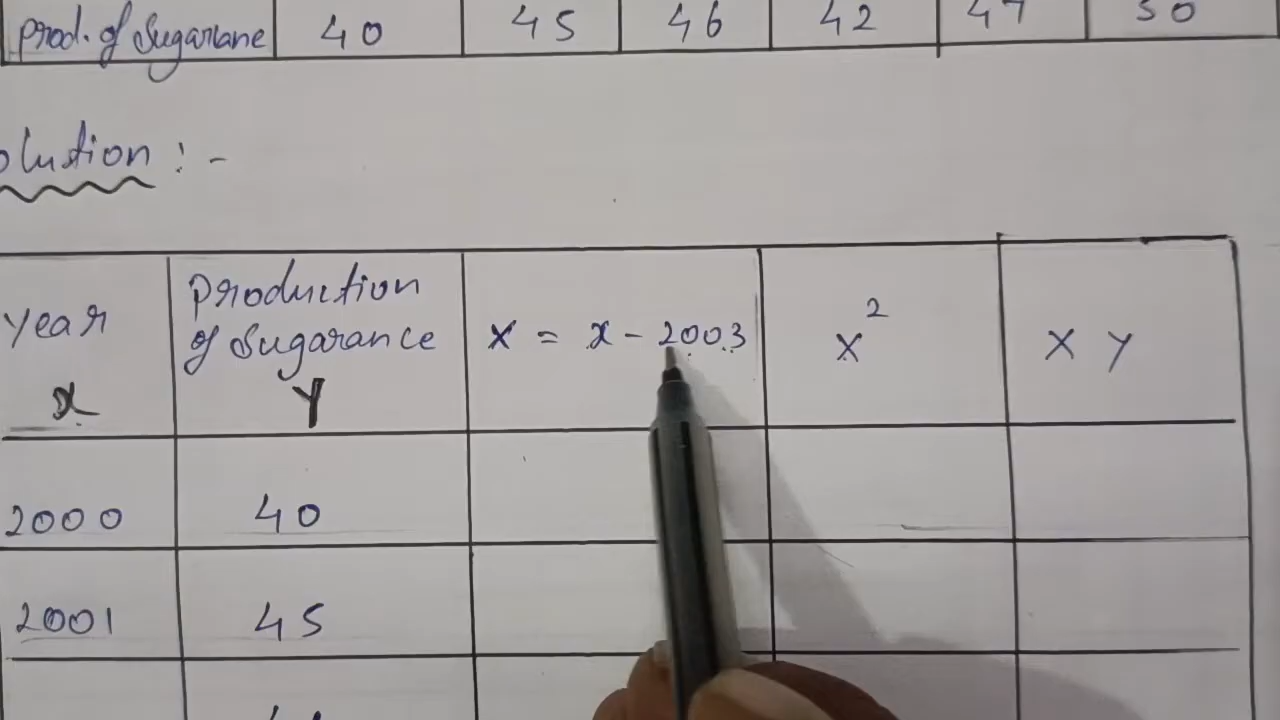 Prod. of Sugarcane 40 45 46 42 47 50
olution :-
Year
x
Production
of Sugarance
Y
X = x - 2003
X²
X Y
2000 40
2001 45